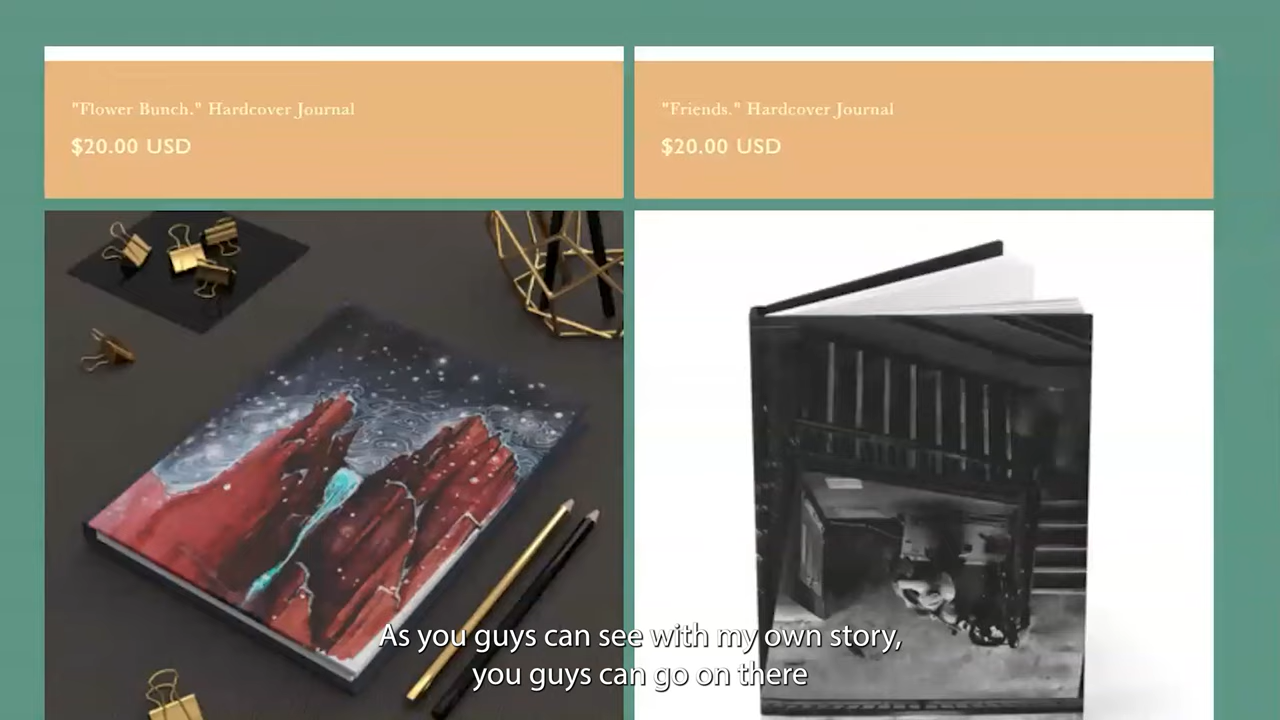 "Flower Bunch." Hardcover Journal
$20.00 USD
"Friends." Hardcover Journal
$20.00 USD
As you guys can see with my own story,
you guys can go on there